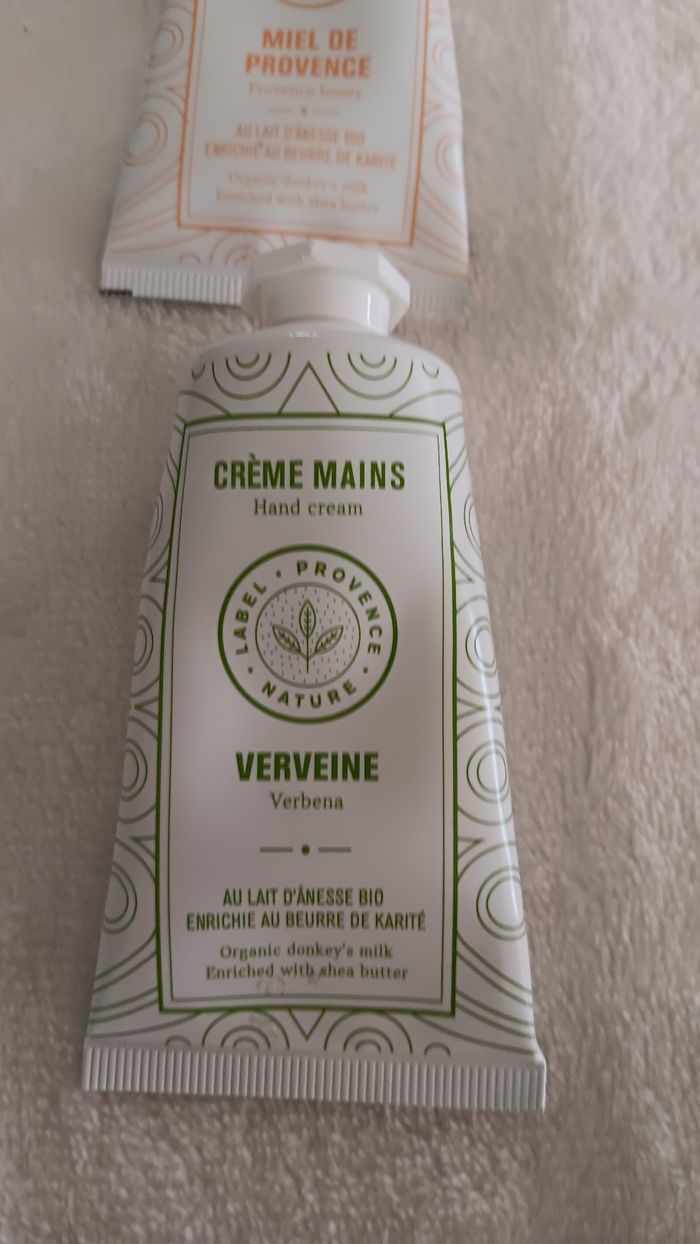 MIEL DE
PROVENCE
Provence honey
AU LAIT D'ÂNESSE BIO
ENRICHIE AU BEURRE DE KARITÉ
Organic donkey's milk
Enriched with shea butter
CRÈME MAINS
Hand cream
LABEL • PROVENCE • NATURE •
VERVEINE
Verbena
AU LAIT D'ÂNESSE BIO
ENRICHIE AU BEURRE DE KARITÉ
Organic donkey's milk
Enriched with shea butter